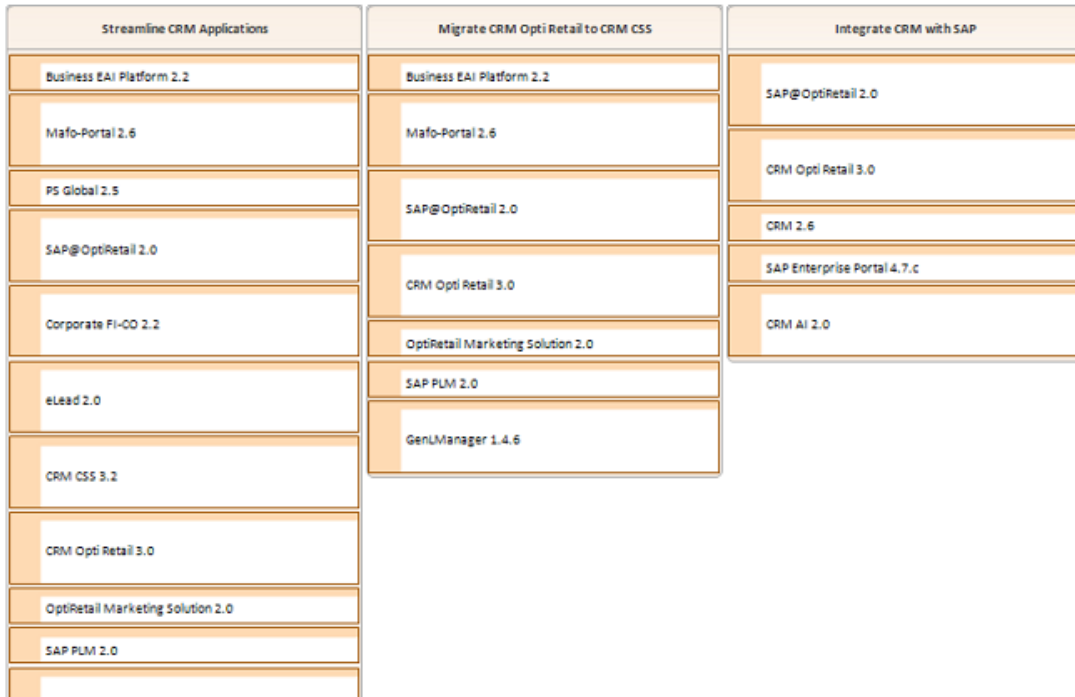 Streamline CRM Applications
Business EAI Platform 2.2
Mafo-Portal 2.6
PS Global 2.5
SAP@OptiRetail 2.0
Corporate FI-CO 2.2
eLead 2.0
CRM CSS 3.2
CRM Opti Retail 3.0
OptiRetail Marketing Solution 2.0
SAP PLM 2.0
Migrate CRM Opti Retail to CRM CSS
Business EAI Platform 2.2
Mafo-Portal 2.6
SAP@OptiRetail 2.0
CRM Opti Retail 3.0
OptiRetail Marketing Solution 2.0
SAP PLM 2.0
GenLManager 1.4.6
Integrate CRM with SAP
SAP@OptiRetail 2.0
CRM Opti Retail 3.0
CRM 2.6
SAP Enterprise Portal 4.7.c
CRM AI 2.0